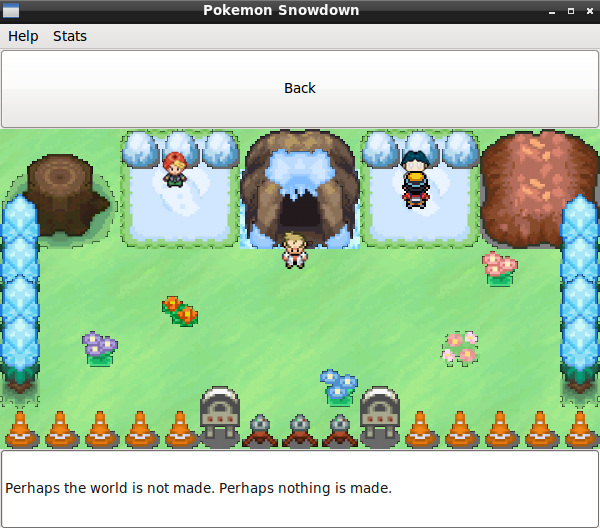 Pokemon Snowdown
Help Stats
Back
Perhaps the world is not made. Perhaps nothing is made.